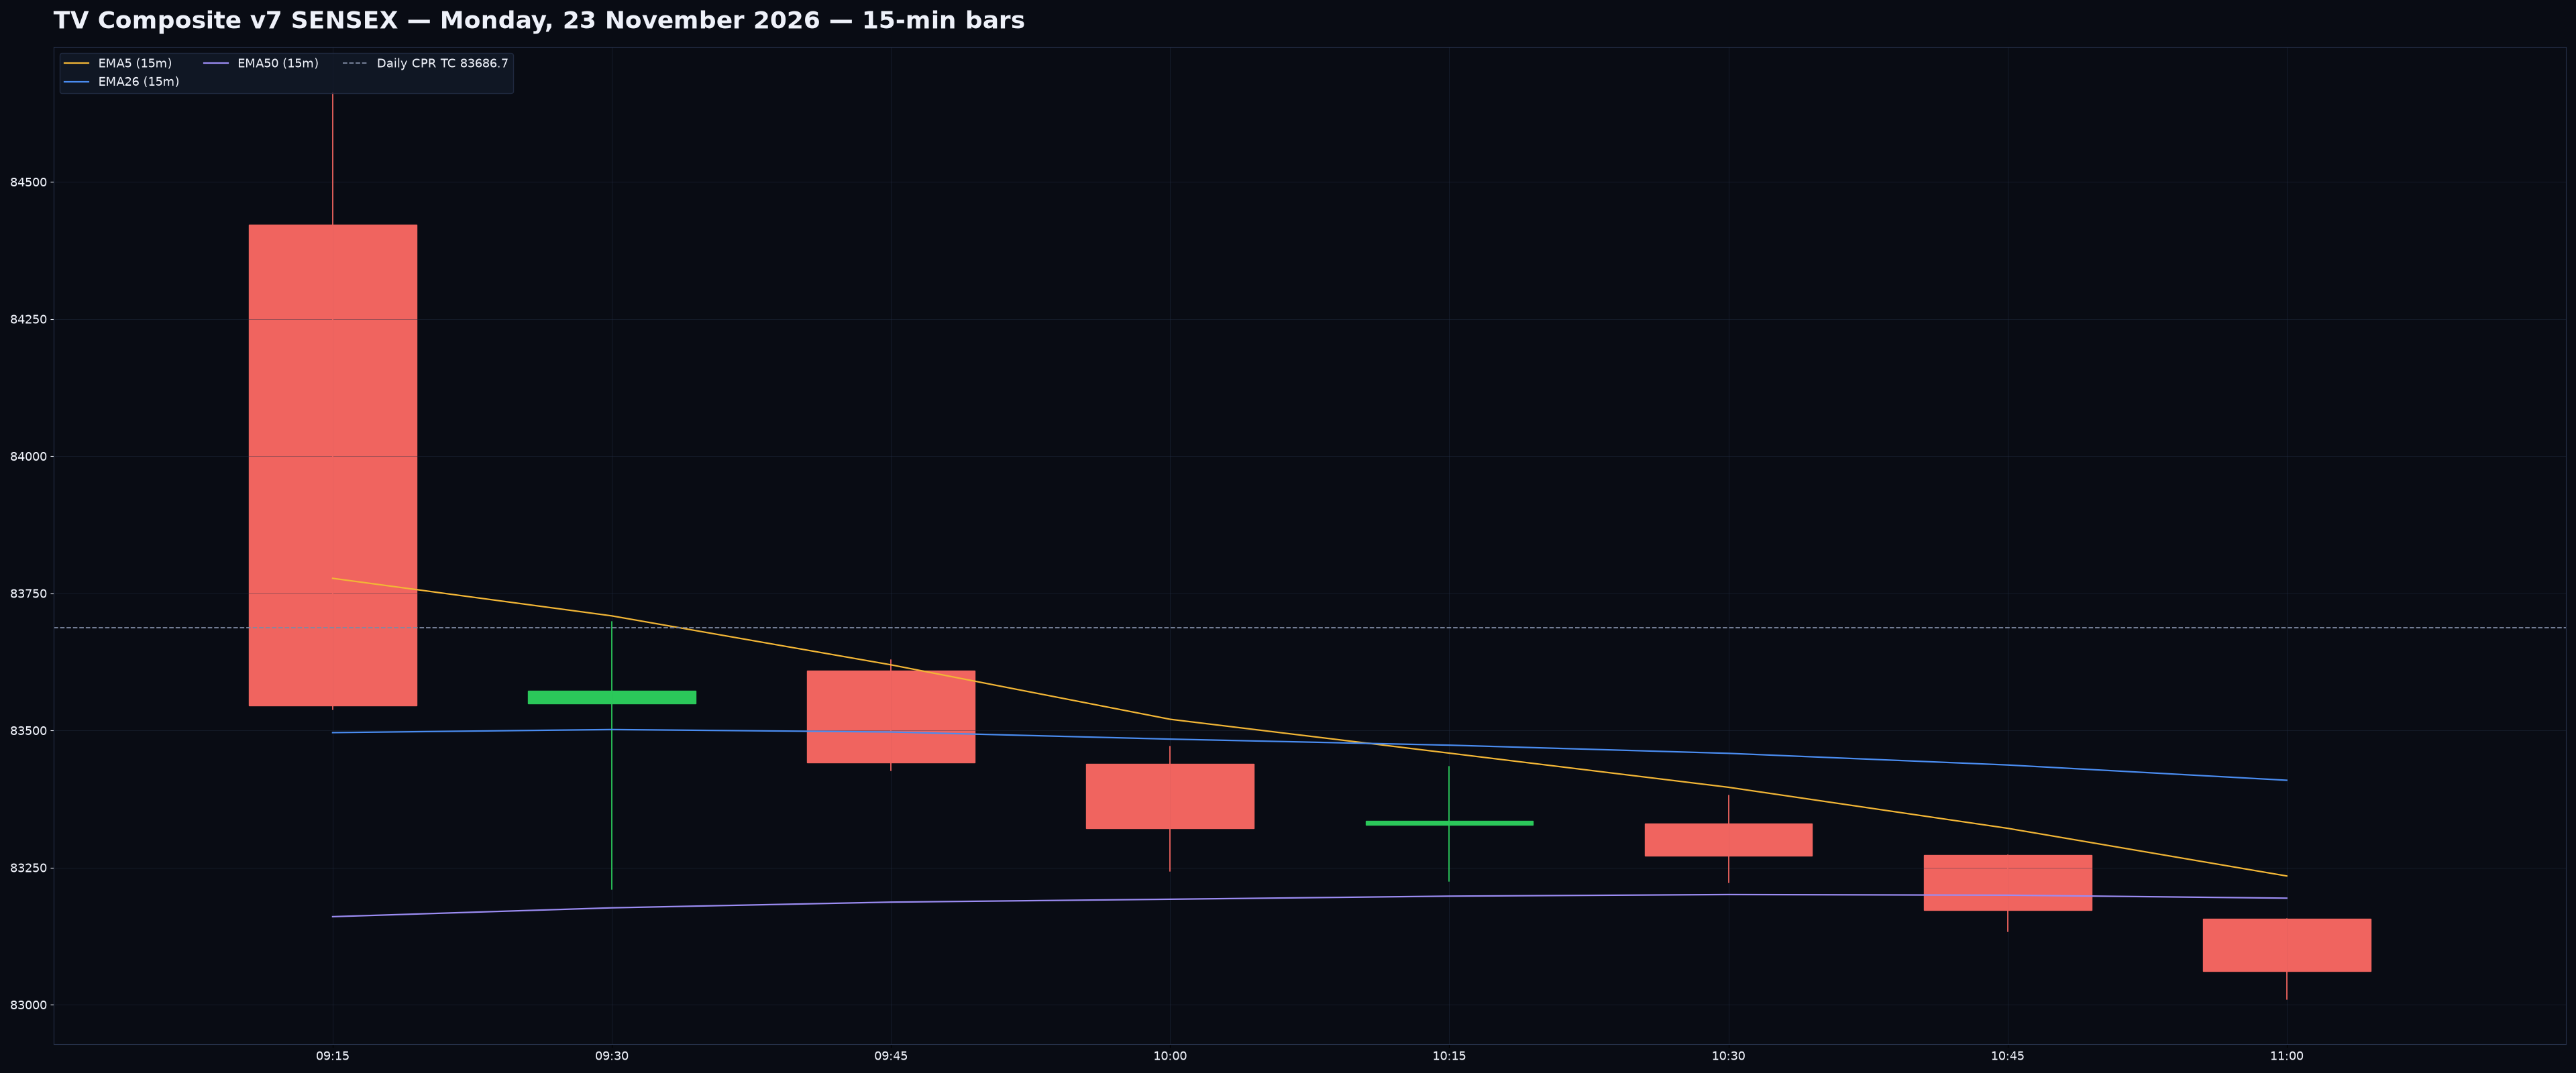 TV Composite v7 SENSEX — Monday, 23 November 2026 — 15-min bars
EMA5 (15m) EMA50 (15m) Daily CPR TC 83686.7
EMA26 (15m)
84500
84250
84000
83750
83500
83250
83000
09:15 09:30 09:45 10:00 10:15 10:30 10:45 11:00